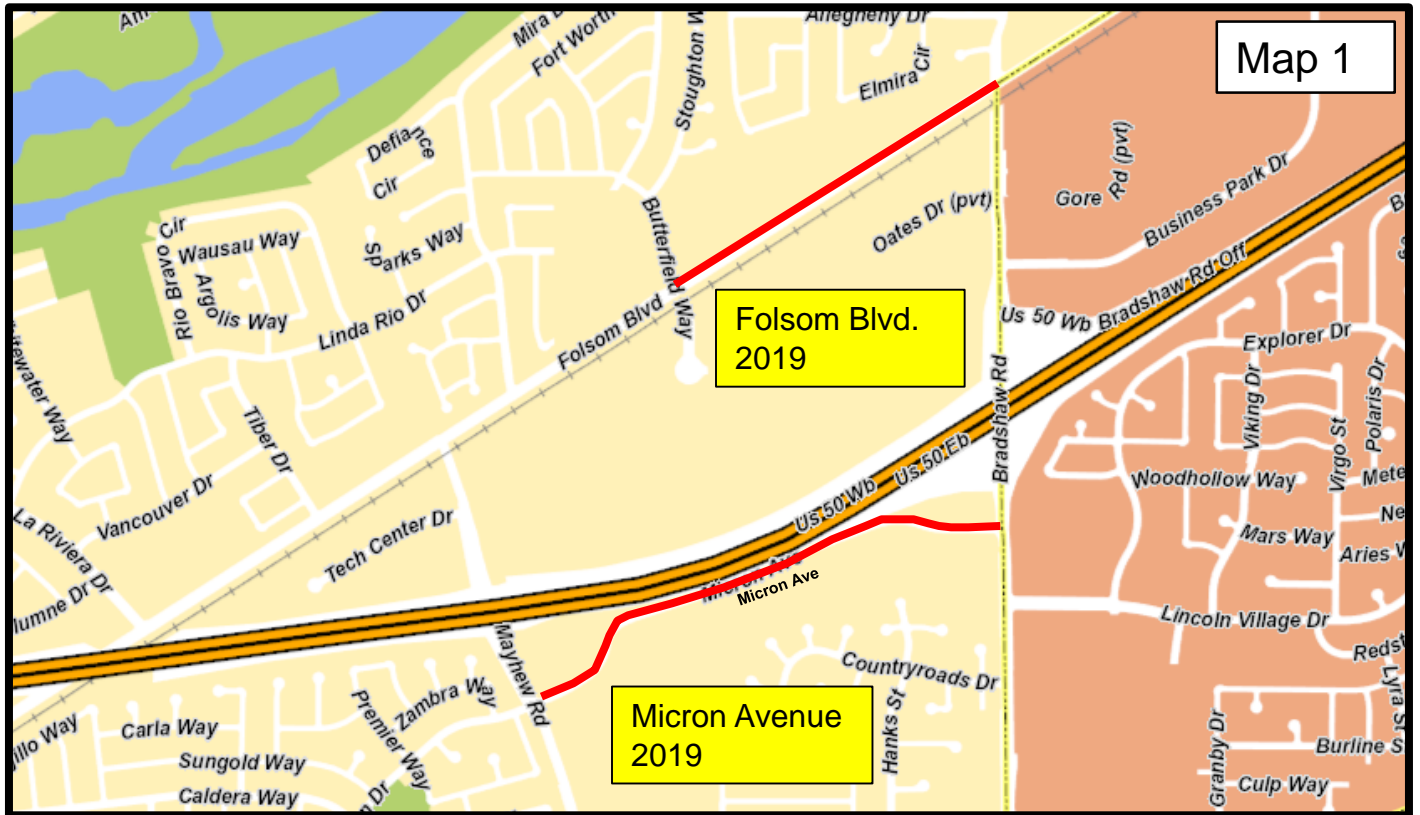 Map 1
Allegheny Dr
Mira
Fort Worth
Stoughton W
Elmira Cir
Defiance
Cir
Gore Rd (pvt)
Business Park Dr
Oates Dr (pvt)
Butterfield Way
Rio Bravo Cir
Wausau Way
Sparks Way
Argolis Way
Linda Rio Dr
Folsom Blvd
Folsom Blvd.
2019
Us 50 Wb Bradshaw Rd Off
Explorer Dr
Bradshaw Rd
Viking Dr
Virgo St
Polaris Dr
Tiber Dr
Vancouver Dr
La Riviera Dr
Tech Center Dr
Us 50 Wb
Us 50 Eb
Woodhollow Way
Mars Way
Aries W
Mete
Ne
Micron Ave
Micron Ave
Lincoln Village Dr
Redst
Lyra St
Mayhew Rd
Countryroads Dr
Hanks St
Micron Avenue
2019
Zambra Way
Premier Way
Carla Way
Sungold Way
Caldera Way
Granby Dr
Burline S
Culp Way